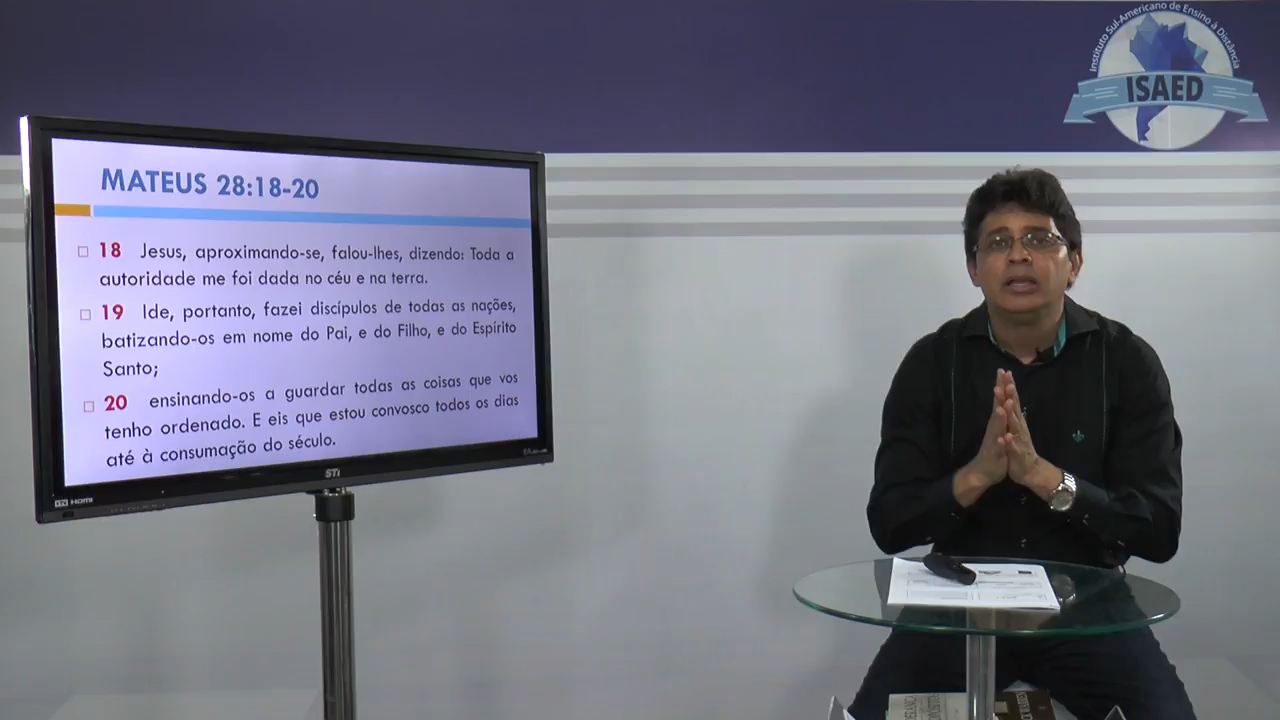 Instituto Sul-Americano de Ensino à Distância
ISAED
MATEUS 28:18-20
18 Jesus, aproximando-se, falou-lhes, dizendo: Toda a
autoridade me foi dada no céu e na terra.
19 Ide, portanto, fazei discípulos de todas as nações,
batizando-os em nome do Pai, e do Filho, e do Espírito
Santo;
20 ensinando-os a guardar todas as coisas que vos
tenho ordenado. E eis que estou convosco todos os dias
até à consumação do século.
STi
HDMI